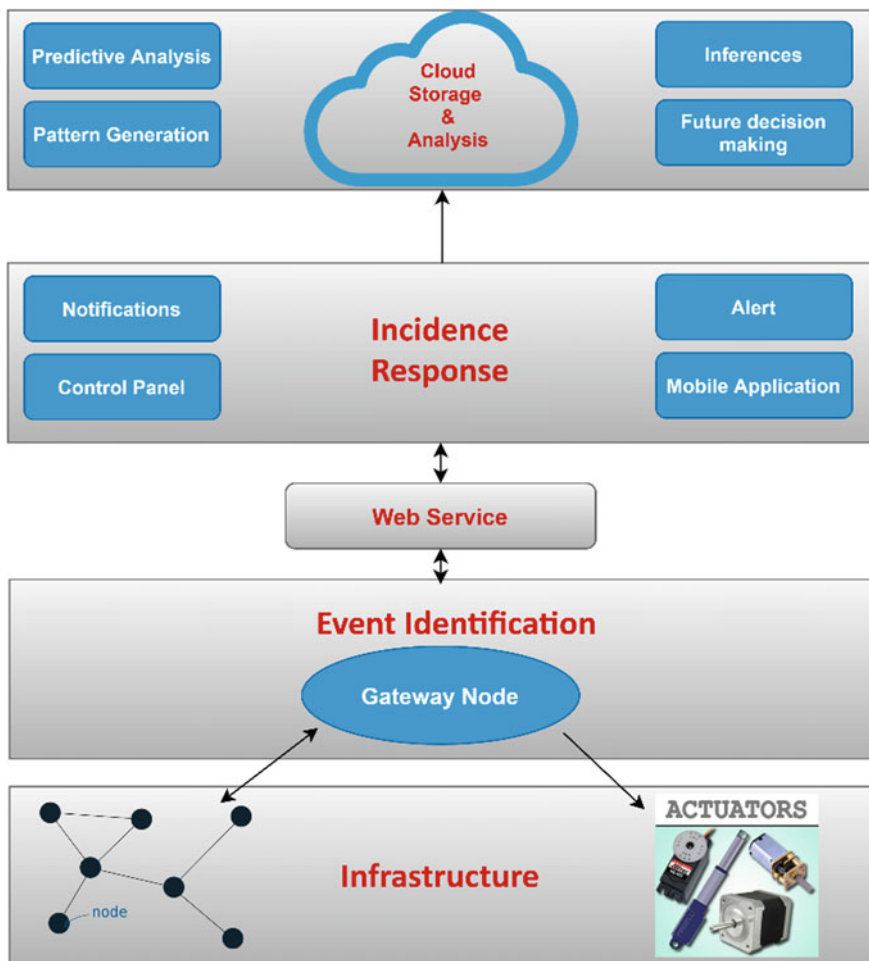 Predictive Analysis
Pattern Generation
Cloud
Storage
&
Analysis
Inferences
Future decision
making
Notifications
Control Panel
Incidence
Response
Alert
Mobile Application
Web Service
Event Identification
Gateway Node
node
Infrastructure
ACTUATORS